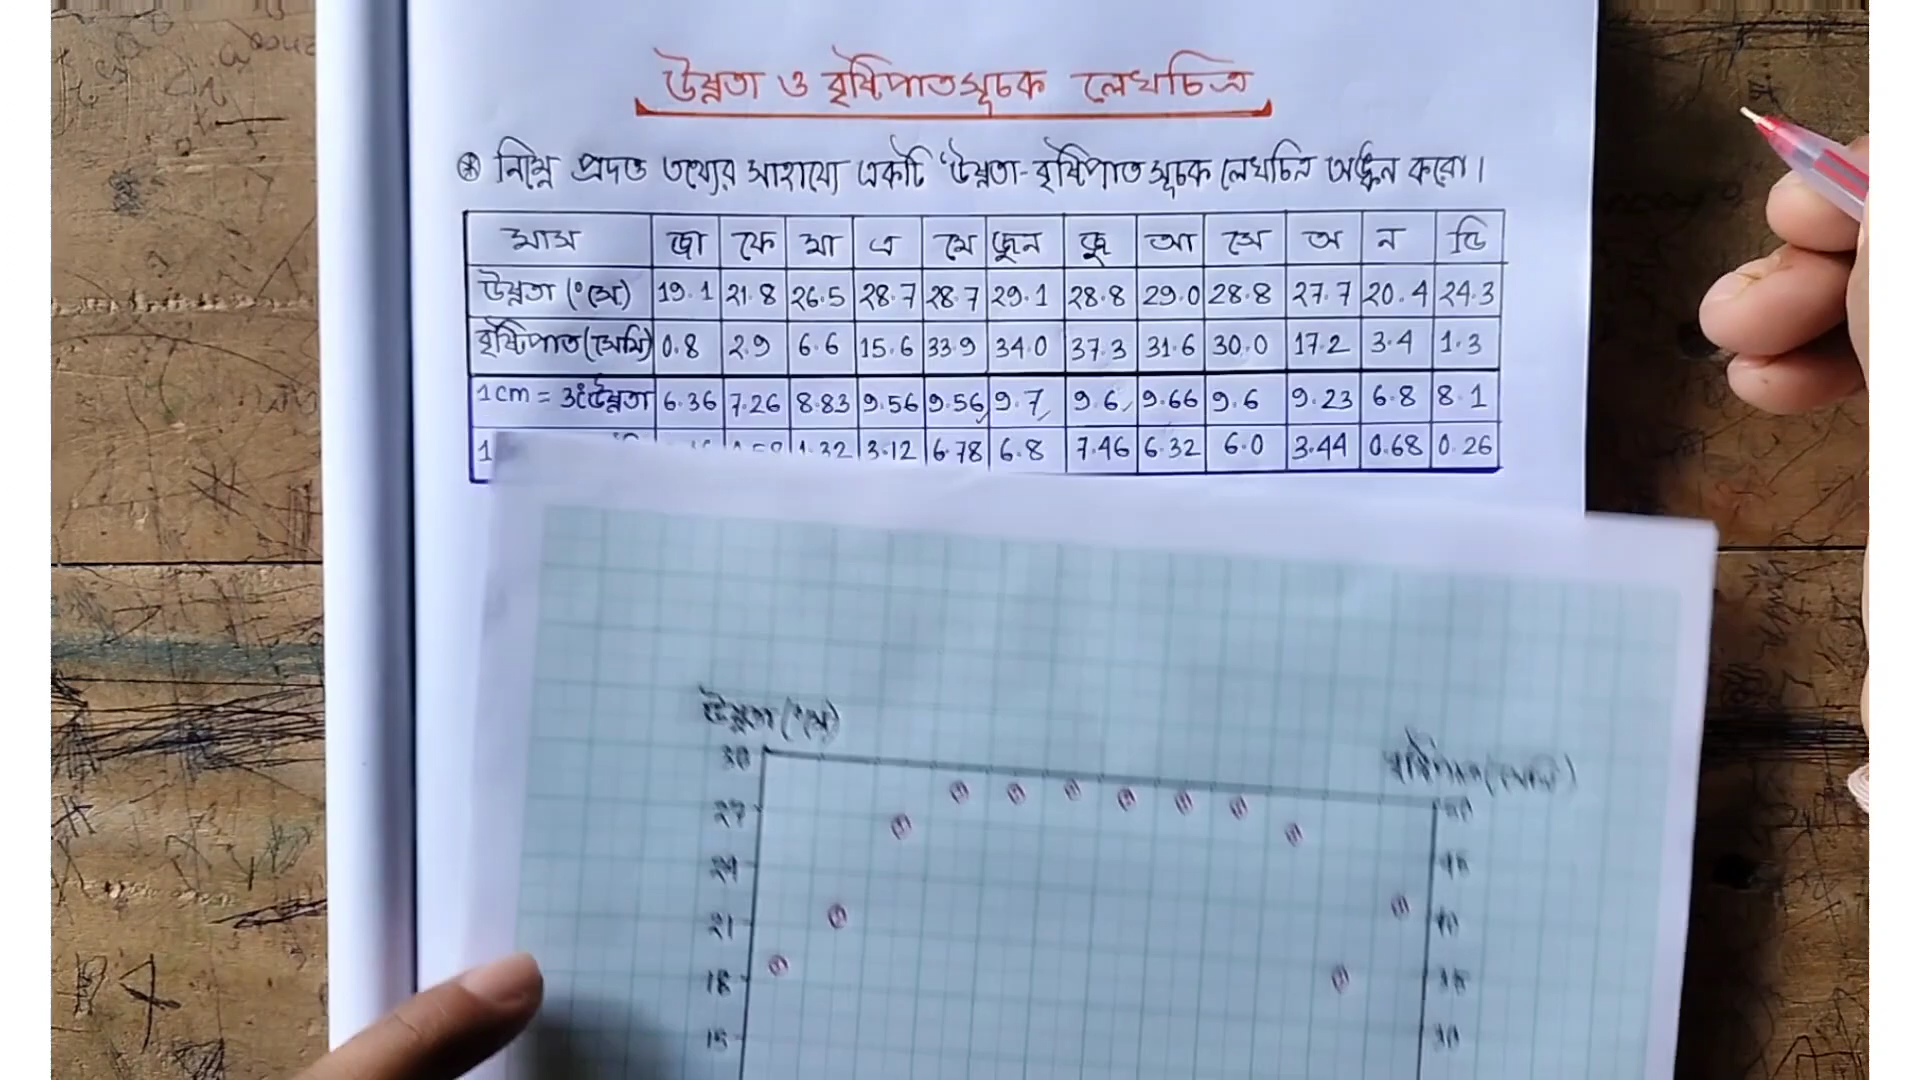 উষ্নতা ও বৃষ্টিপাতসূচক লেখচিত্র
নিম্নে প্রদত্ত তথ্যের সাহায্যে একটি 'উষ্নতা-বৃষ্টিপাত সূচক লেখচিত্র অঙ্কন করো।
মাস জা ফে মা এ মে জুন জু আ সে অ ন ডি
উষ্নতা (°সে) 19.1 21.8 26.5 28.7 28.7 29.1 28.8 29.0 28.8 27.7 20.4 24.3
বৃষ্টিপাত(সেমি) 0.8 2.9 6.6 15.6 33.9 34.0 37.3 31.6 30.0 17.2 3.4 1.3
1cm = 3°সে উষ্নতা 6.36 7.26 8.83 9.56 9.56 9.7 9.6 9.66 9.6 9.23 6.8 8.1
1 1.32 3.12 6.78 6.8 7.46 6.32 6.0 3.44 0.68 0.26
উষ্নতা (°সে)
30
27
24
21
18
15